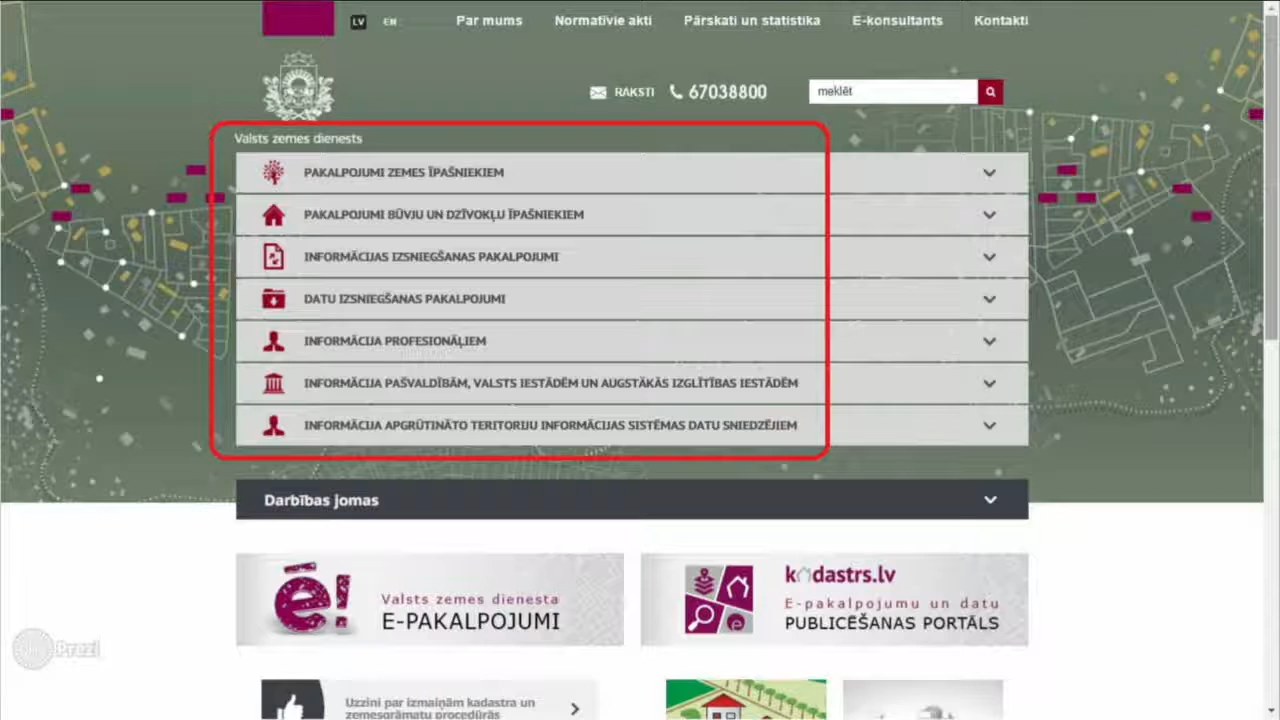 LV EN Par mums Normatīvie akti Pārskati un statistika E-konsultants Kontakti
RAKSTI 67038800 meklēt
Valsts zemes dienests
PAKALPOJUMI ZEMES ĪPAŠNIEKIEM
PAKALPOJUMI BŪVJU UN DZĪVOKĻU ĪPAŠNIEKIEM
INFORMĀCIJAS IZSNIEGŠANAS PAKALPOJUMI
DATU IZSNIEGŠANAS PAKALPOJUMI
INFORMĀCIJA PROFESIONĀĻIEM
INFORMĀCIJA PAŠVALDĪBĀM, VALSTS IESTĀDĒM UN AUGSTĀKĀS IZGLĪTĪBAS IESTĀDĒM
INFORMĀCIJA APGRŪTINĀTO TERITORIJU INFORMĀCIJAS SISTĒMAS DATU SNIEDZĒJIEM
Darbības jomas
ē!
Valsts zemes dienesta
E-PAKALPOJUMI
kadastrs.lv
E-pakalpojumu un datu
PUBLICĒŠANAS PORTĀLS
Prezi
Uzzini par izmaiņām kadastra un
zemesgrāmatu procedūrās